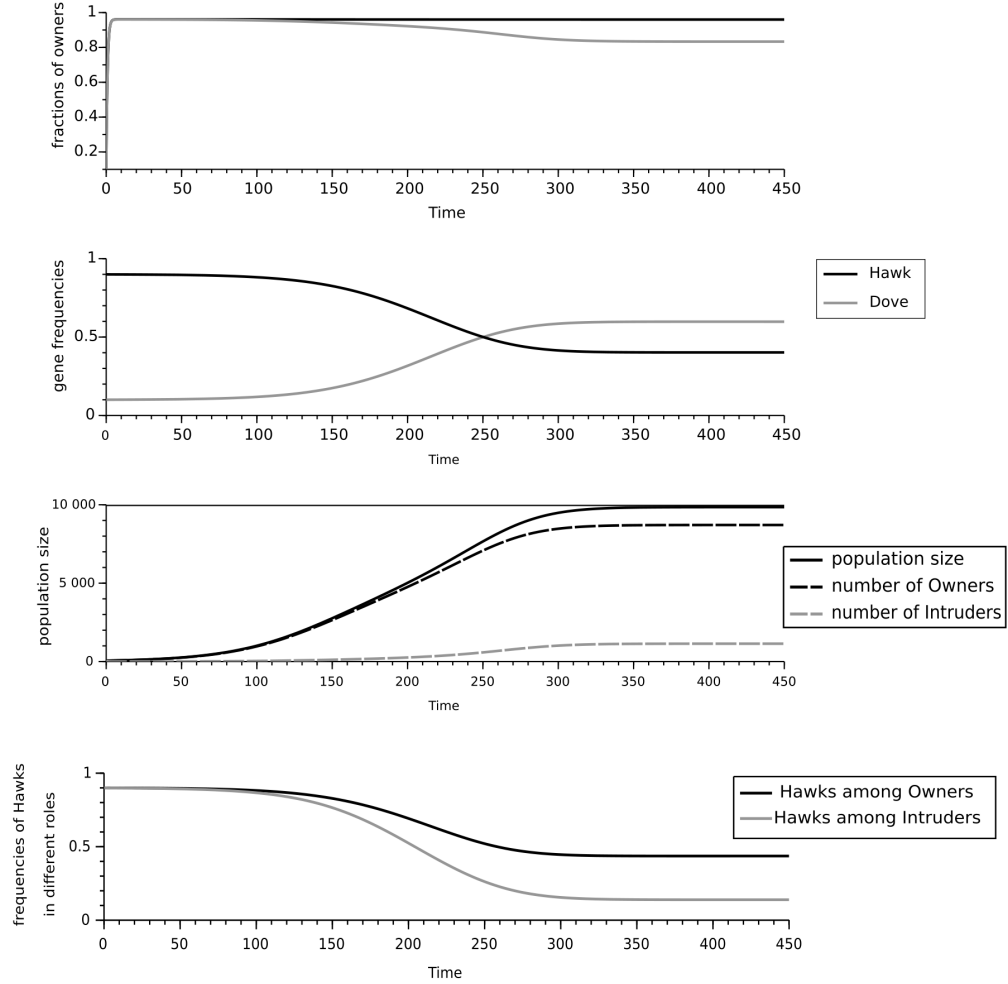 fractions of owners
1
0.8
0.6
0.4
0.2
0 50 100 150 200 250 300 350 400 450
Time
gene frequencies
1
0.5
0
0 50 100 150 200 250 300 350 400 450
Time
Hawk
Dove
population size
10 000
5 000
0
0 50 100 150 200 250 300 350 400 450
Time
population size
number of Owners
number of Intruders
frequencies of Hawks
in different roles
1
0.5
0
0 50 100 150 200 250 300 350 400 450
Time
Hawks among Owners
Hawks among Intruders